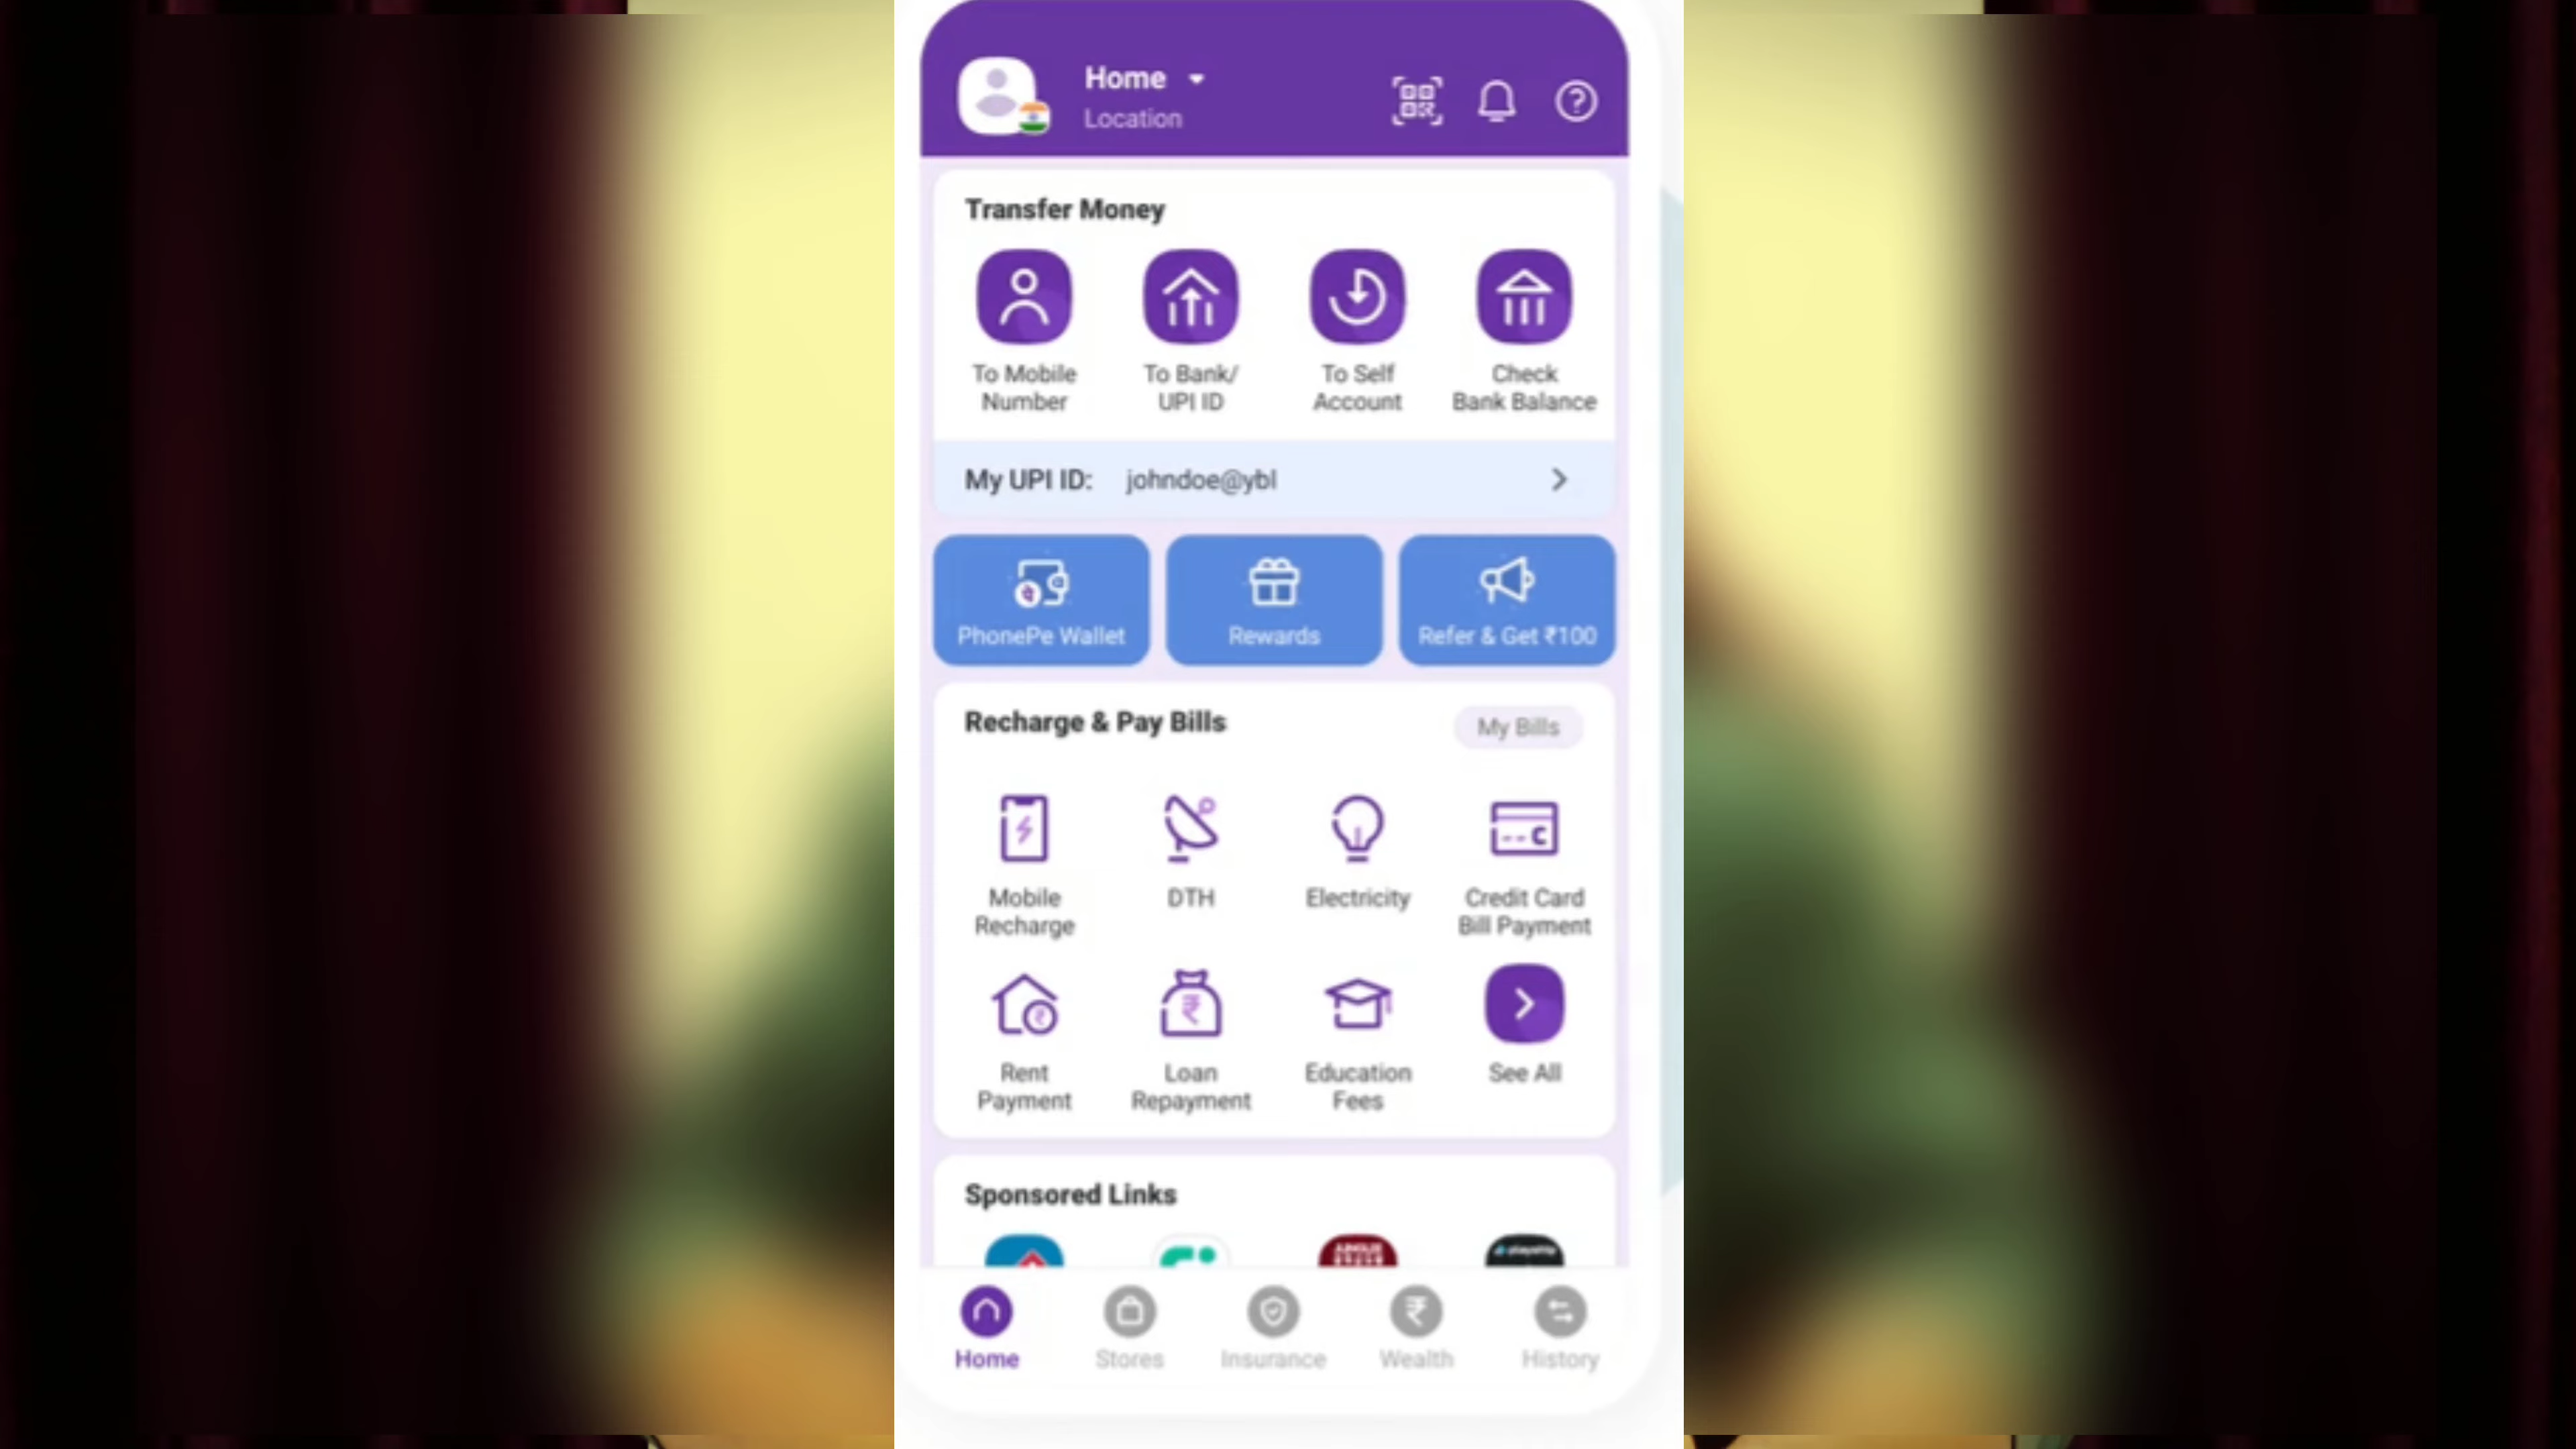 Home
Location
Transfer Money
To Mobile
Number
To Bank/
UPI ID
To Self
Account
Check
Bank Balance
My UPI ID: johndoe@ybl
PhonePe Wallet
Rewards
Refer & Get ₹100
Recharge & Pay Bills
My Bills
Mobile
Recharge
DTH
Electricity
Credit Card
Bill Payment
Rent
Payment
Loan
Repayment
Education
Fees
See All
Sponsored Links
Home
Stores
Insurance
Wealth
History